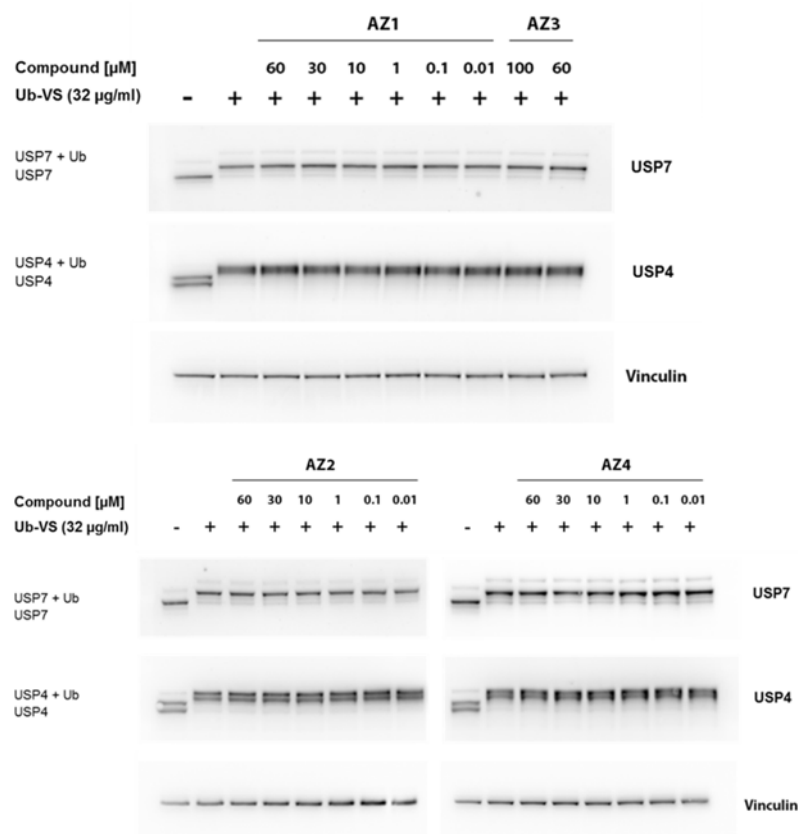 AZ1 AZ3
Compound [µM] 60 30 10 1 0.1 0.01 100 60
Ub-VS (32 µg/ml) - + + + + + + + + +
USP7 + Ub
USP7
USP7
USP4 + Ub
USP4
USP4
Vinculin
AZ2 AZ4
Compound [µM] 60 30 10 1 0.1 0.01 60 30 10 1 0.1 0.01
Ub-VS (32 µg/ml) - + + + + + + + - + + + + + + +
USP7 + Ub
USP7
USP7
USP4 + Ub
USP4
USP4
Vinculin